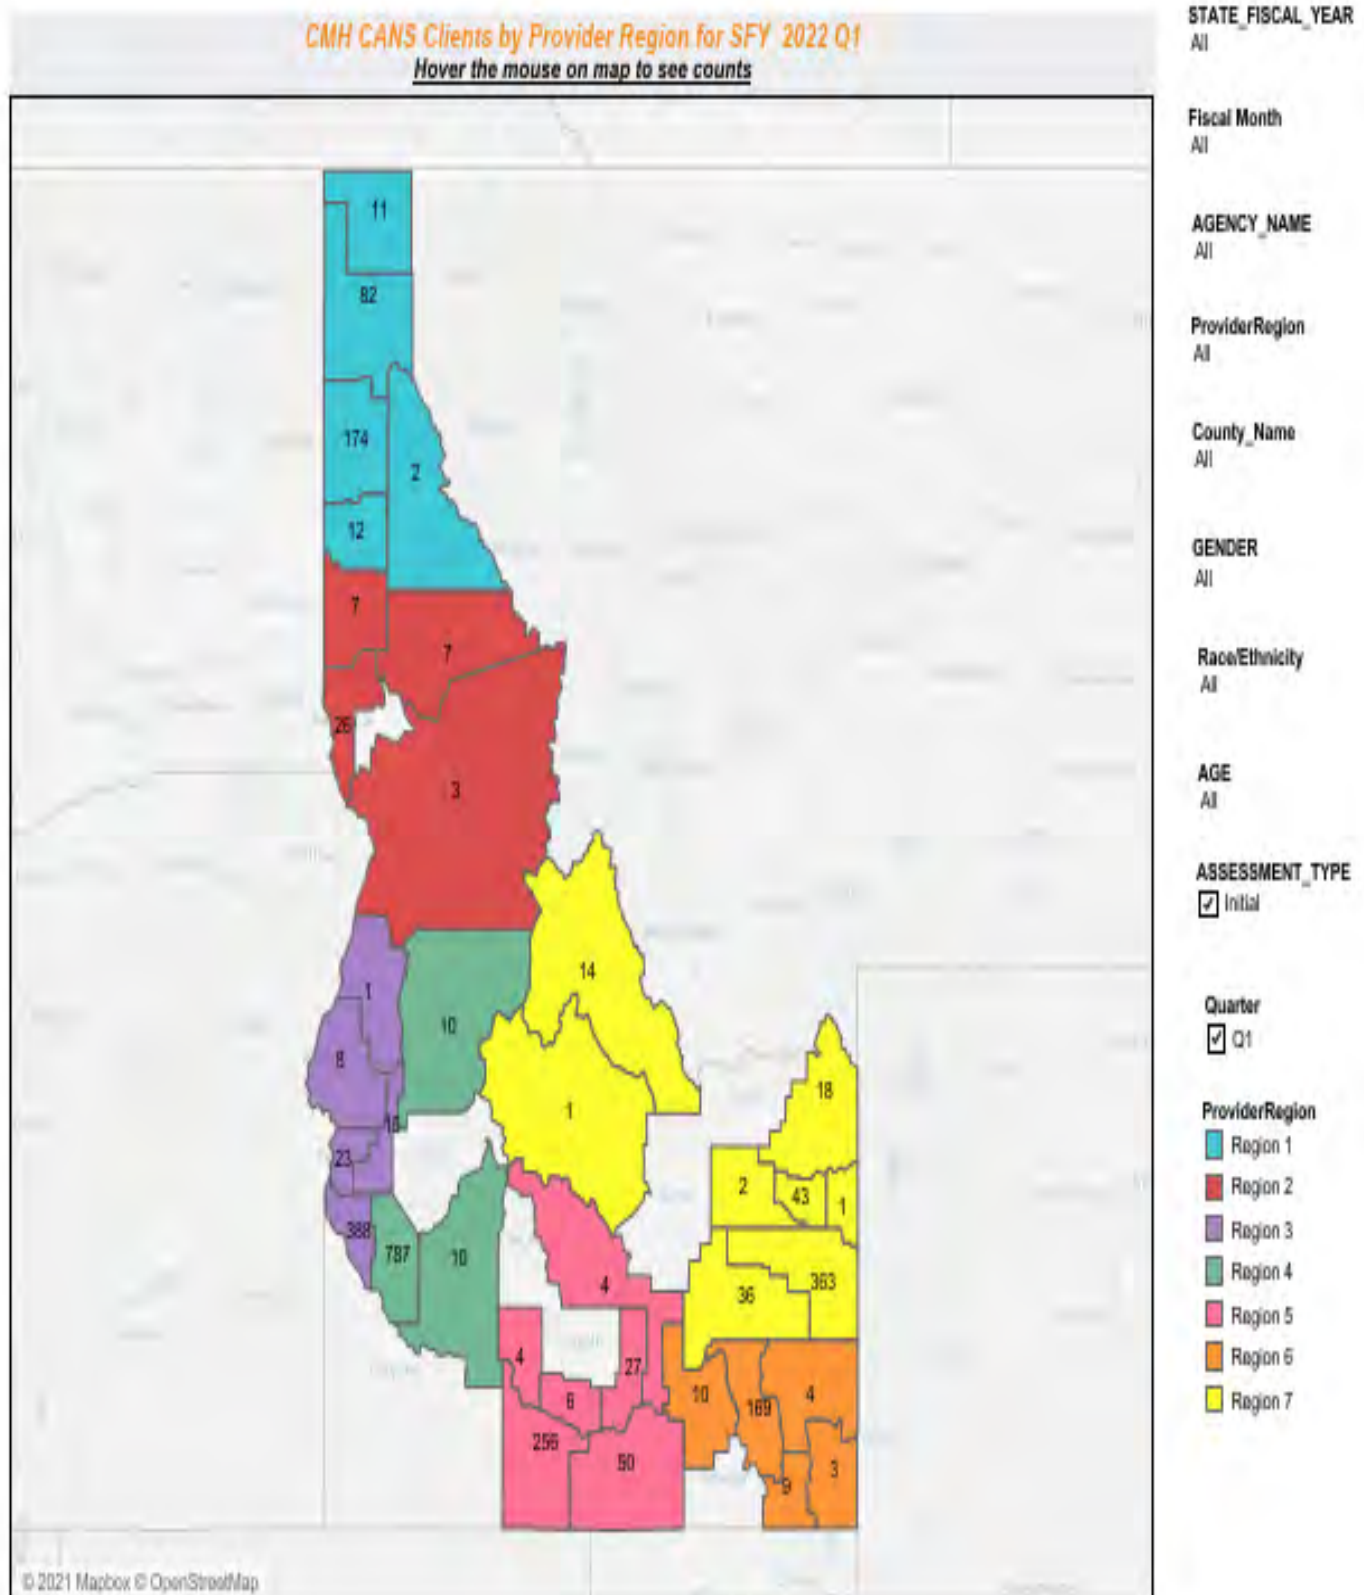 CMH CANS Clients by Provider Region for SFY 2022 Q1
Hover the mouse on map to see counts
STATE_FISCAL_YEAR
All
Fiscal Month
All
AGENCY_NAME
All
ProviderRegion
All
County_Name
All
GENDER
All
Race/Ethnicity
All
AGE
All
ASSESSMENT_TYPE
Initial
Quarter
Q1
ProviderRegion
Region 1
Region 2
Region 3
Region 4
Region 5
Region 6
Region 7
11
82
174
2
12
7
7
26
3
14
1
10
8
1
18
23
2
43
1
388
787
10
4
36
363
4
27
10
169
4
6
256
50
9
3
© 2021 Mapbox © OpenStreetMap